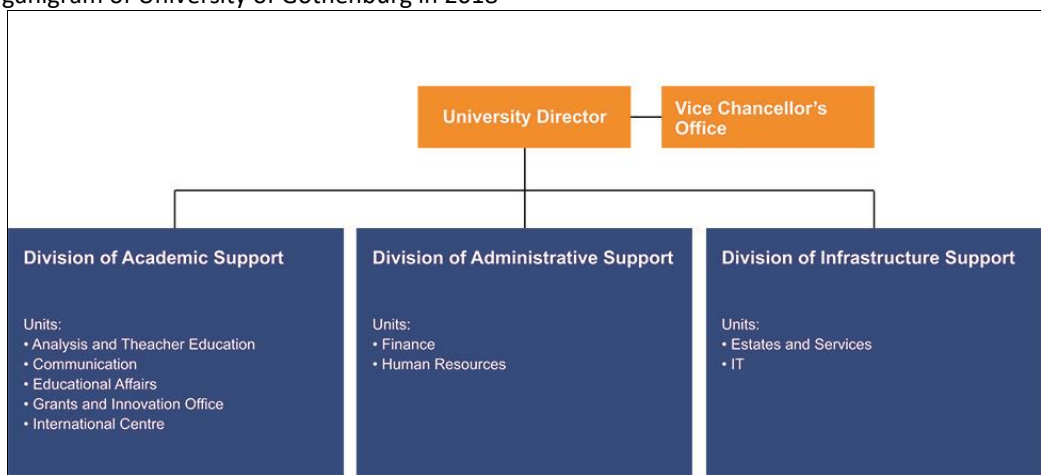 ganigram of University of Gothenburg in 2018
University Director
Vice Chancellor's
Office
Division of Academic Support
Units:
• Analysis and Theacher Education
• Communication
• Educational Affairs
• Grants and Innovation Office
• International Centre
Division of Administrative Support
Units:
• Finance
• Human Resources
Division of Infrastructure Support
Units:
• Estates and Services
• IT